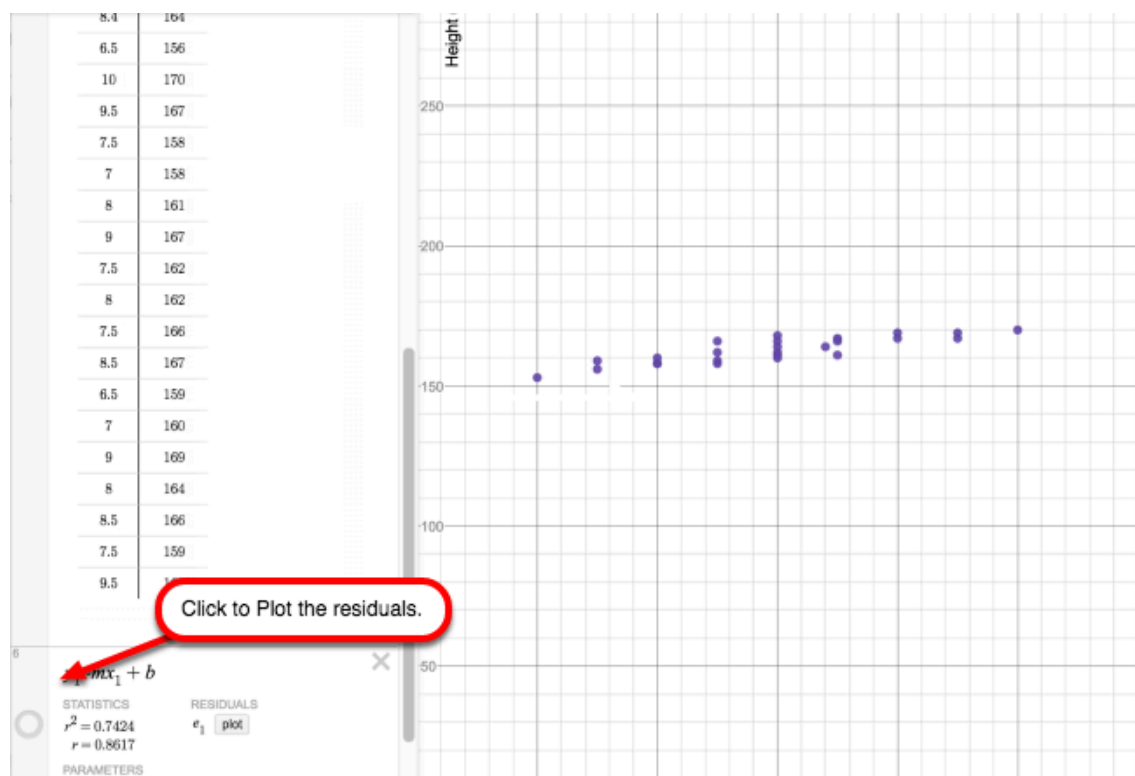 8.4 164
6.5 156
10 170
9.5 167
7.5 158
7 158
8 161
9 167
7.5 162
8 162
7.5 166
8.5 167
6.5 159
7 160
9 169
8 164
8.5 166
7.5 159
9.5
Click to Plot the residuals.
6
mx₁ + b
STATISTICS
r² = 0.7424
r = 0.8617
RESIDUALS
e₁ plot
PARAMETERS
Height
250
200
150
100
50